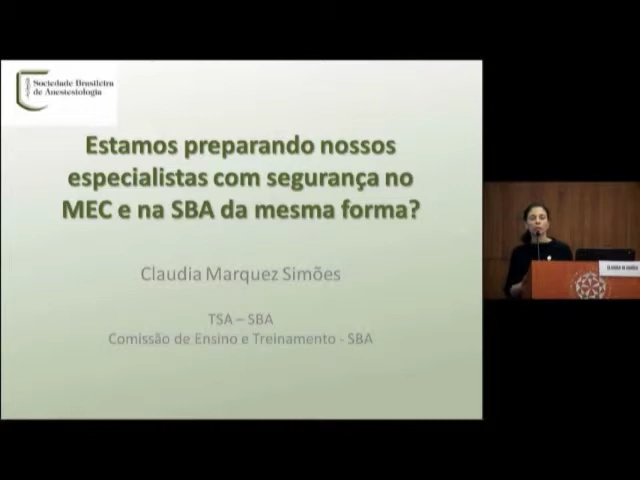 Sociedade Brasileira
de Anestesiologia
Estamos preparando nossos
especialistas com segurança no
MEC e na SBA da mesma forma?
Claudia Marquez Simões
TSA – SBA
Comissão de Ensino e Treinamento - SBA